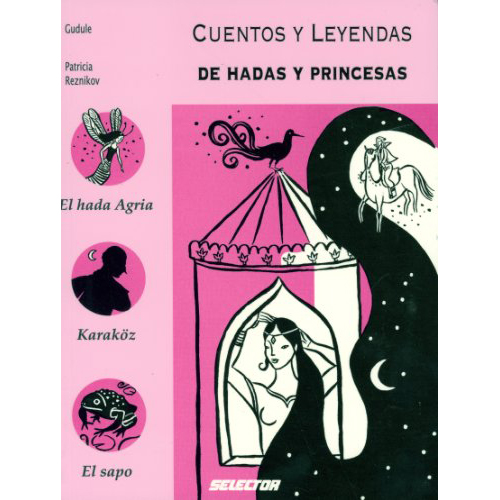 Gudule
Patricia
Reznikov
CUENTOS Y LEYENDAS
DE HADAS Y PRINCESAS
El hada Agria
Karaköz
El sapo
SELECTOR